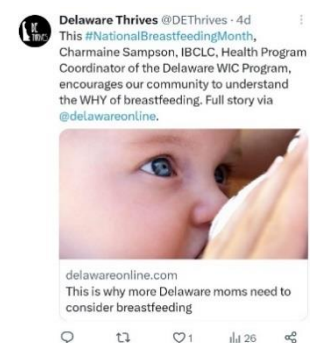 Delaware Thrives @DEThrives · 4d
This #NationalBreastfeedingMonth,
Charmaine Sampson, IBCLC, Health Program
Coordinator of the Delaware WIC Program,
encourages our community to understand
the WHY of breastfeeding. Full story via
@delawareonline.
delawareonline.com
This is why more Delaware moms need to
consider breastfeeding
1
26